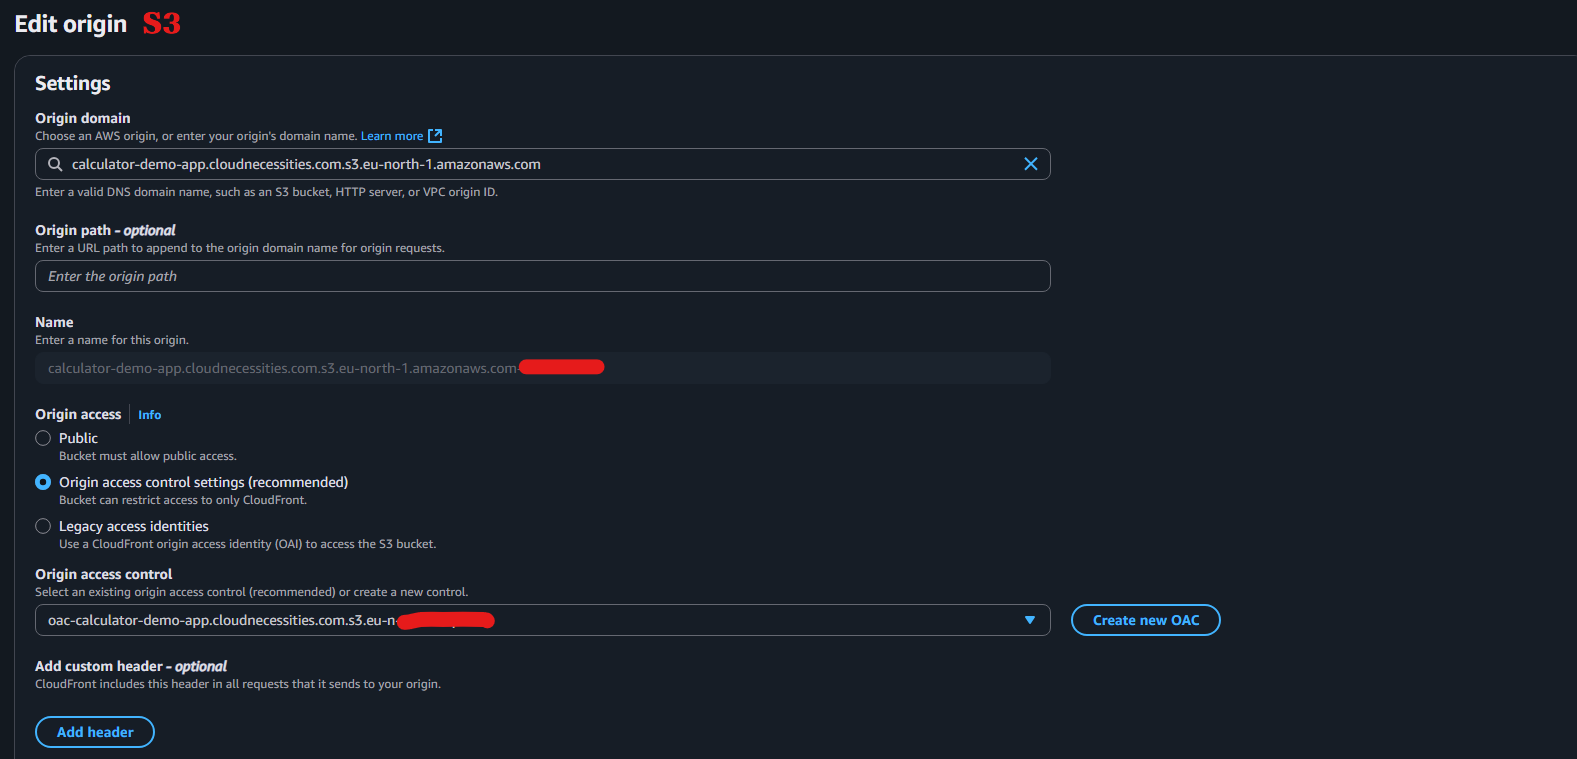 Edit origin S3
Settings
Origin domain
Choose an AWS origin, or enter your origin's domain name. Learn more
calculator-demo-app.cloudnecessities.com.s3.eu-north-1.amazonaws.com
Enter a valid DNS domain name, such as an S3 bucket, HTTP server, or VPC origin ID.
Origin path - optional
Enter a URL path to append to the origin domain name for origin requests.
Enter the origin path
Name
Enter a name for this origin.
calculator-demo-app.cloudnecessities.com.s3.eu-north-1.amazonaws.com-
Origin access Info
Public
Bucket must allow public access.
Origin access control settings (recommended)
Bucket can restrict access to only CloudFront.
Legacy access identities
Use a CloudFront origin access identity (OAI) to access the S3 bucket.
Origin access control
Select an existing origin access control (recommended) or create a new control.
oac-calculator-demo-app.cloudnecessities.com.s3.eu-n
Create new OAC
Add custom header - optional
CloudFront includes this header in all requests that it sends to your origin.
Add header